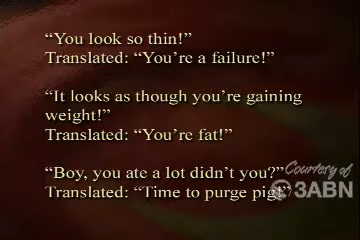 “You look so thin!”
Translated: “You’re a failure!”
“It looks as though you’re gaining
weight!”
Translated: “You’re fat!”
“Boy, you ate a lot didn’t you?”
Translated: “Time to purge pig!”
Courtesy of
3ABN